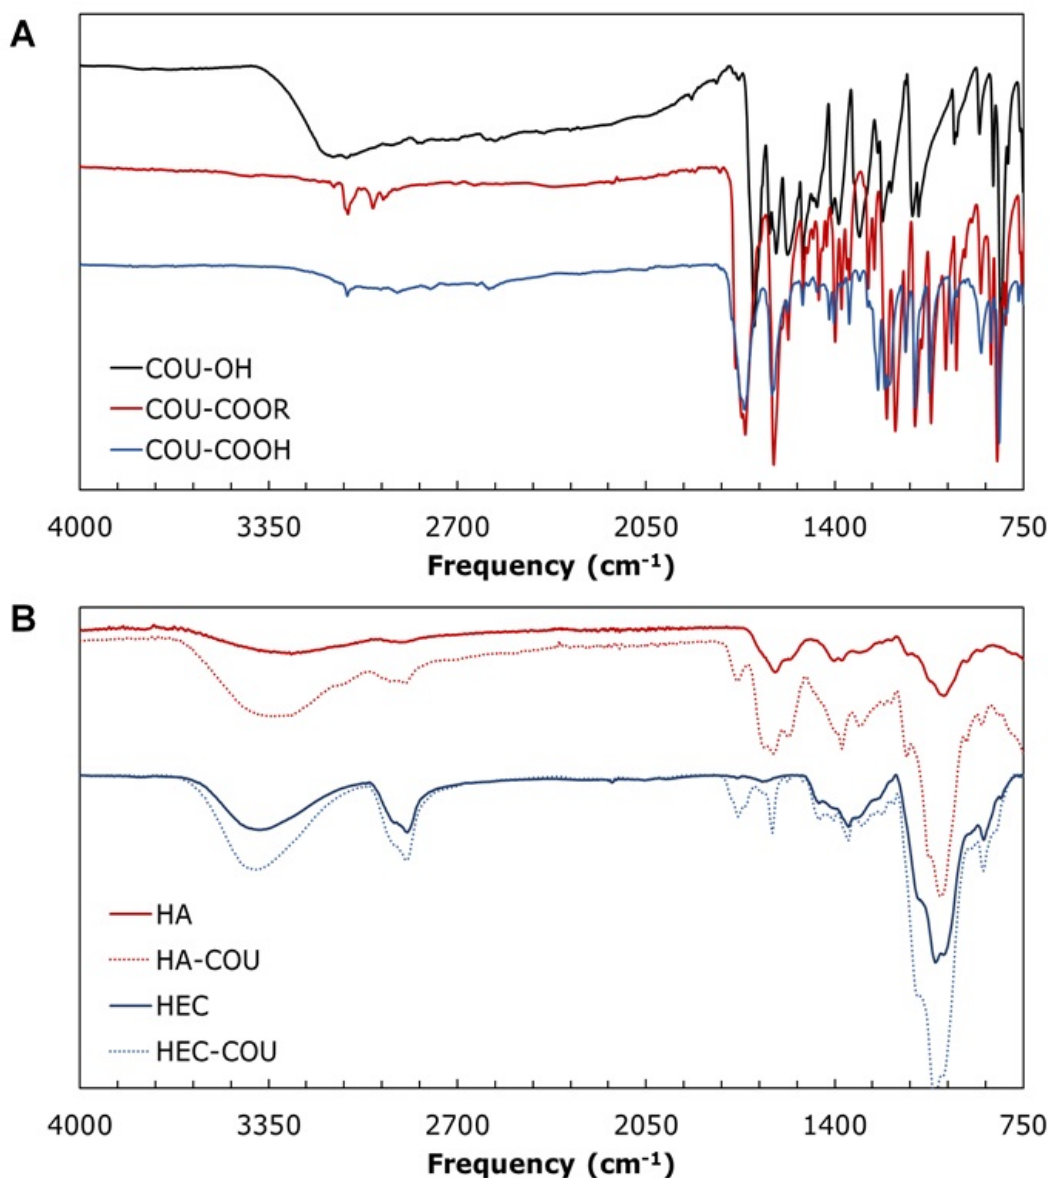 A
COU-OH
COU-COOR
COU-COOH
4000 3350 2700 2050 1400 750
Frequency (cm-1)
B
HA
HA-COU
HEC
HEC-COU
4000 3350 2700 2050 1400 750
Frequency (cm-1)